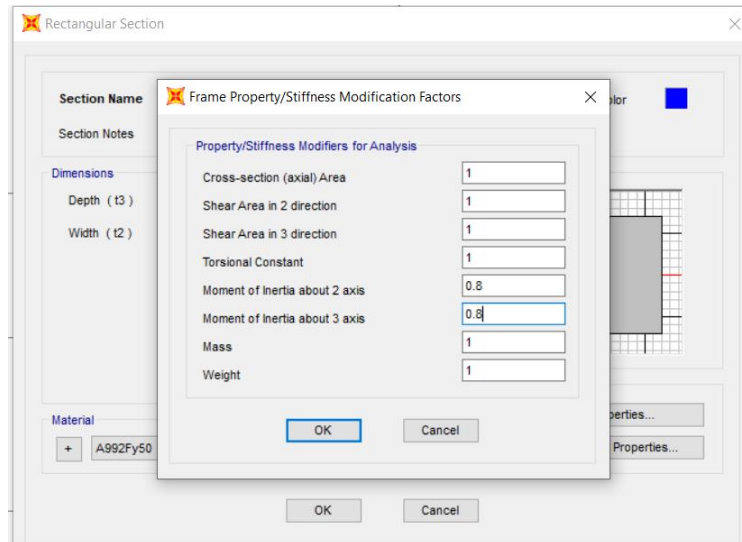 Rectangular Section
Section Name
Section Notes
Dimensions
Depth ( t3 )
Width ( t2 )
Material
+ A992Fy50
Frame Property/Stiffness Modification Factors
Property/Stiffness Modifiers for Analysis
Cross-section (axial) Area 1
Shear Area in 2 direction 1
Shear Area in 3 direction 1
Torsional Constant 1
Moment of Inertia about 2 axis 0.8
Moment of Inertia about 3 axis 0.8
Mass 1
Weight 1
OK Cancel
Properties...
OK Cancel